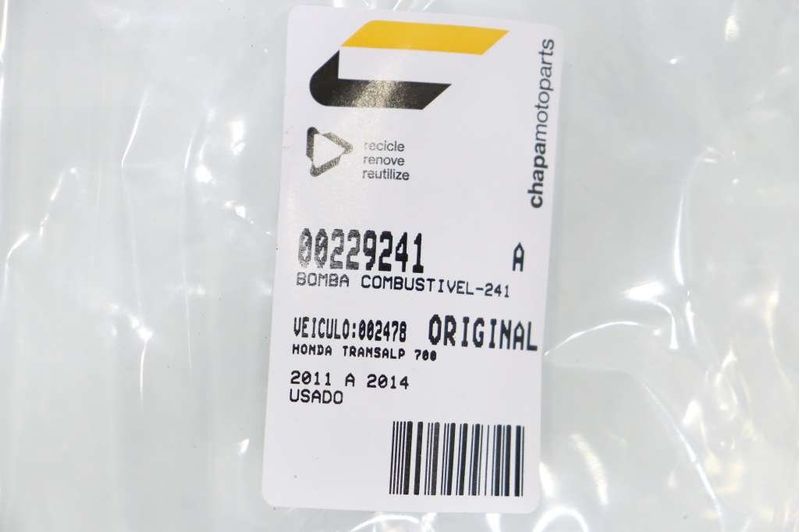 chapamotoparts
recicle
renove
reutilize
00229241 A
BOMBA COMBUSTIVEL-241
VEICULO:002478 ORIGINAL
HONDA TRANSALP 700
2011 A 2014
USADO